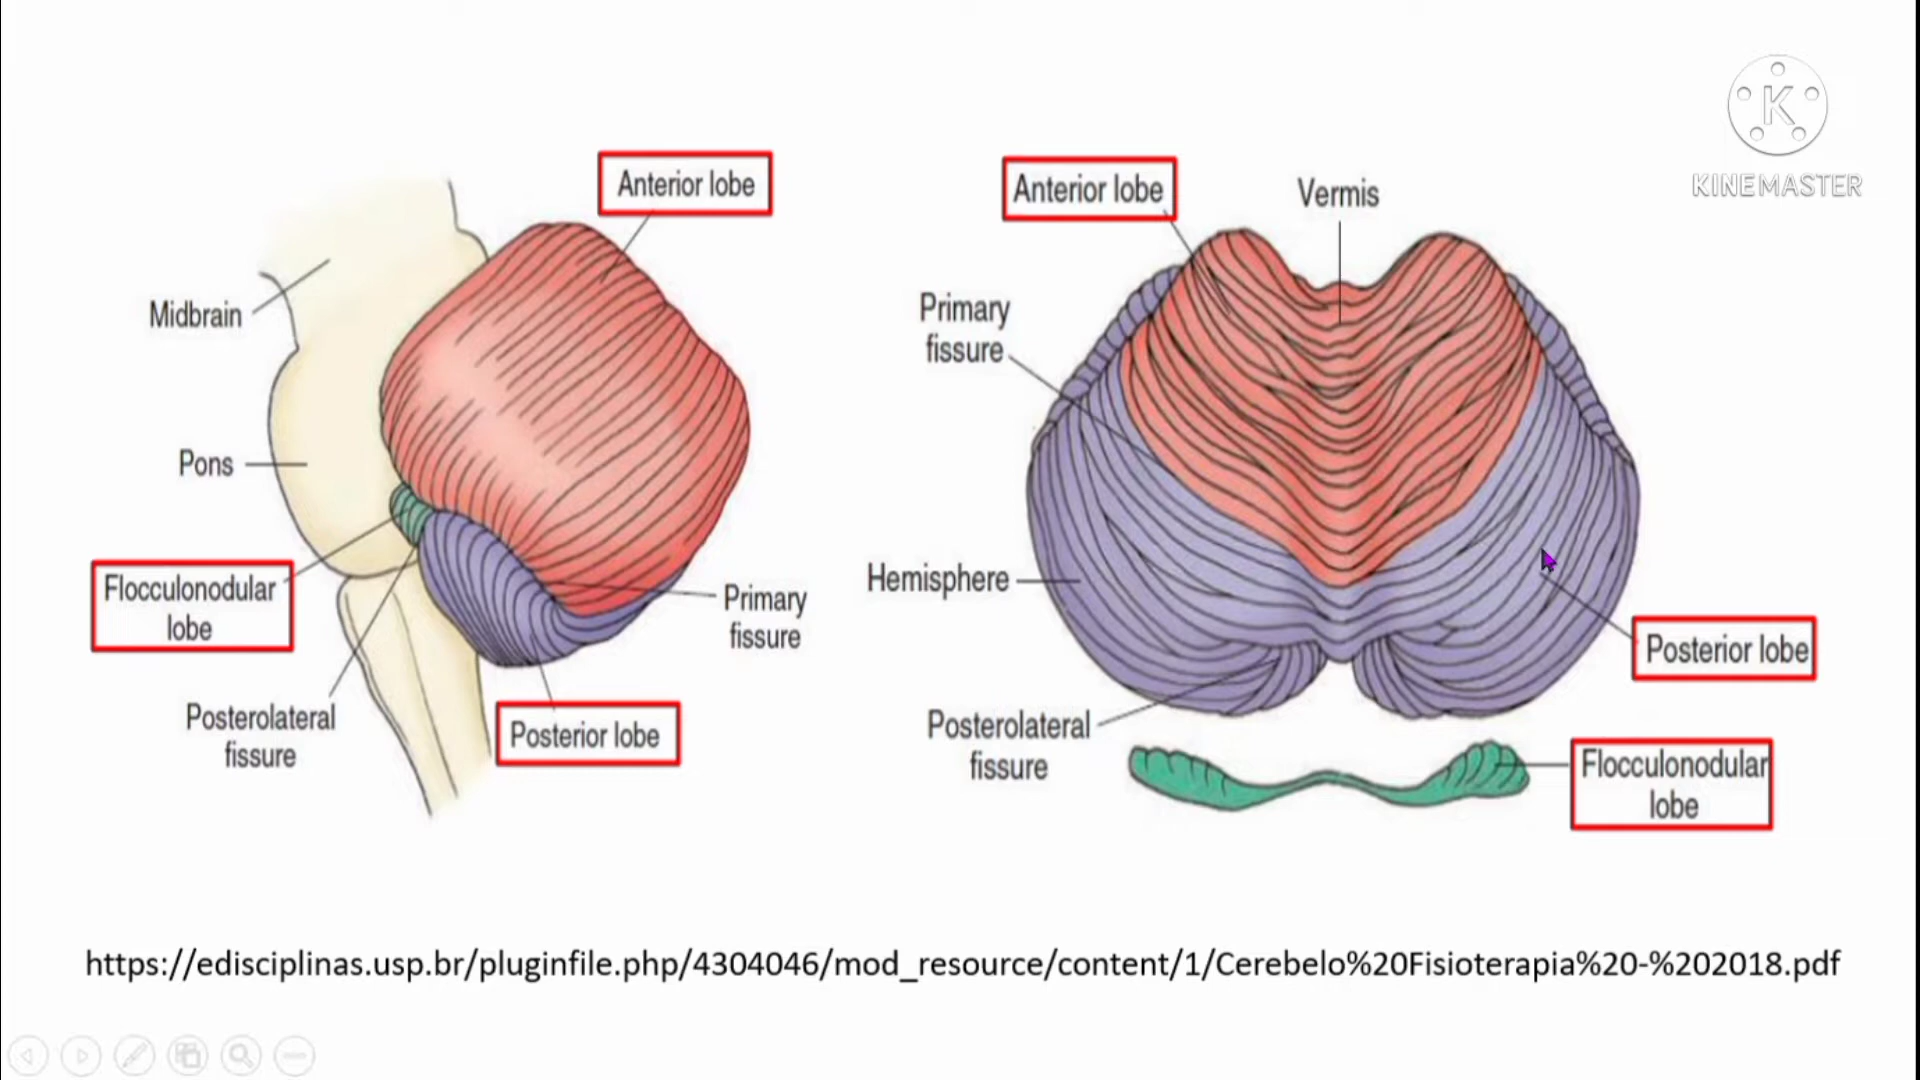 Anterior lobe
Midbrain
Pons
Flocculonodular
lobe
Posterolateral
fissure
Posterior lobe
Primary
fissure
Anterior lobe
Vermis
Primary
fissure
Hemisphere
Posterolateral
fissure
Posterior lobe
Flocculonodular
lobe
K
KINEMASTER
https://edisciplinas.usp.br/pluginfile.php/4304046/mod_resource/content/1/Cerebelo%20Fisioterapia%20-%202018.pdf